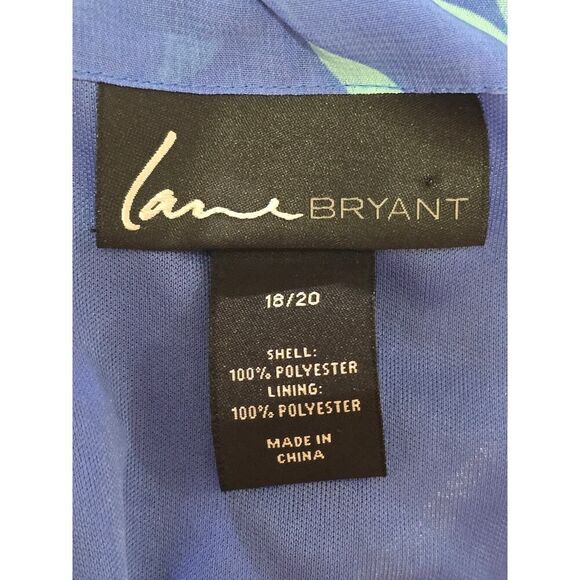 Lane BRYANT
18/20
SHELL:
100% POLYESTER
LINING:
100% POLYESTER
MADE IN
CHINA